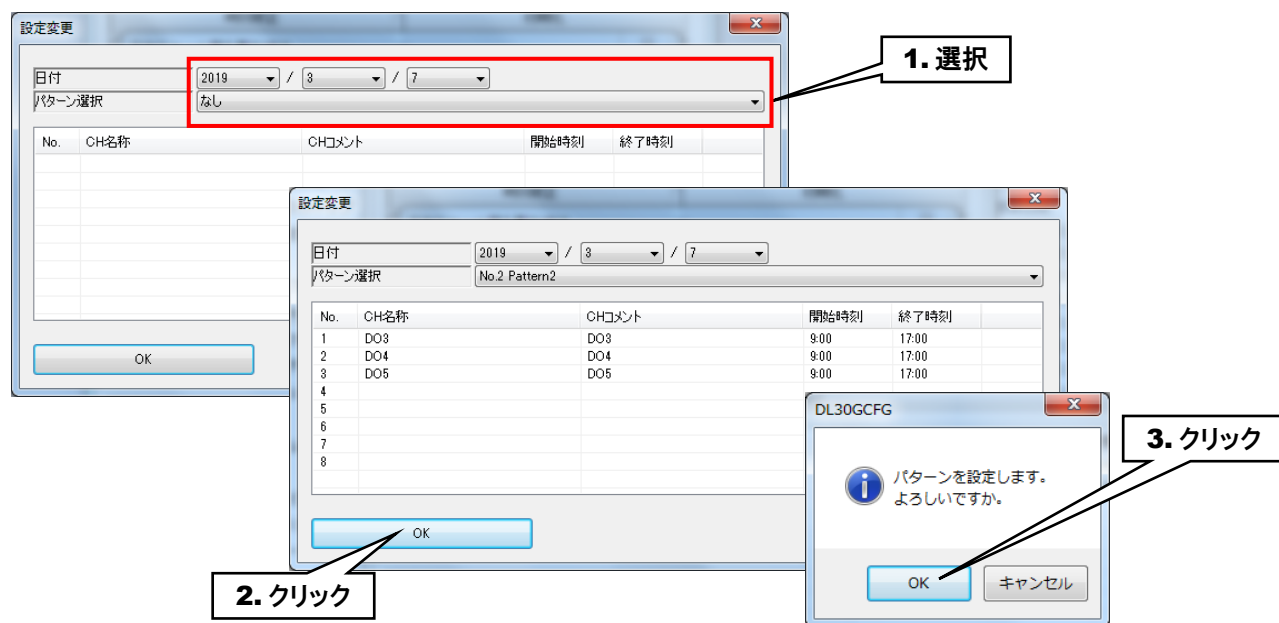 設定変更
日付 2019 / 3 / 7
パターン選択 なし
No. CH名称 CHコメント 開始時刻 終了時刻
OK
1. 選択
設定変更
日付 2019 / 3 / 7
パターン選択 No.2 Pattern2
No. CH名称 CHコメント 開始時刻 終了時刻
1 DO3 DO3 9:00 17:00
2 DO4 DO4 9:00 17:00
3 DO5 DO5 9:00 17:00
4
5
6
7
8
OK
2. クリック
DL30GCFG
パターンを設定します。
よろしいですか。
OK キャンセル
3. クリック